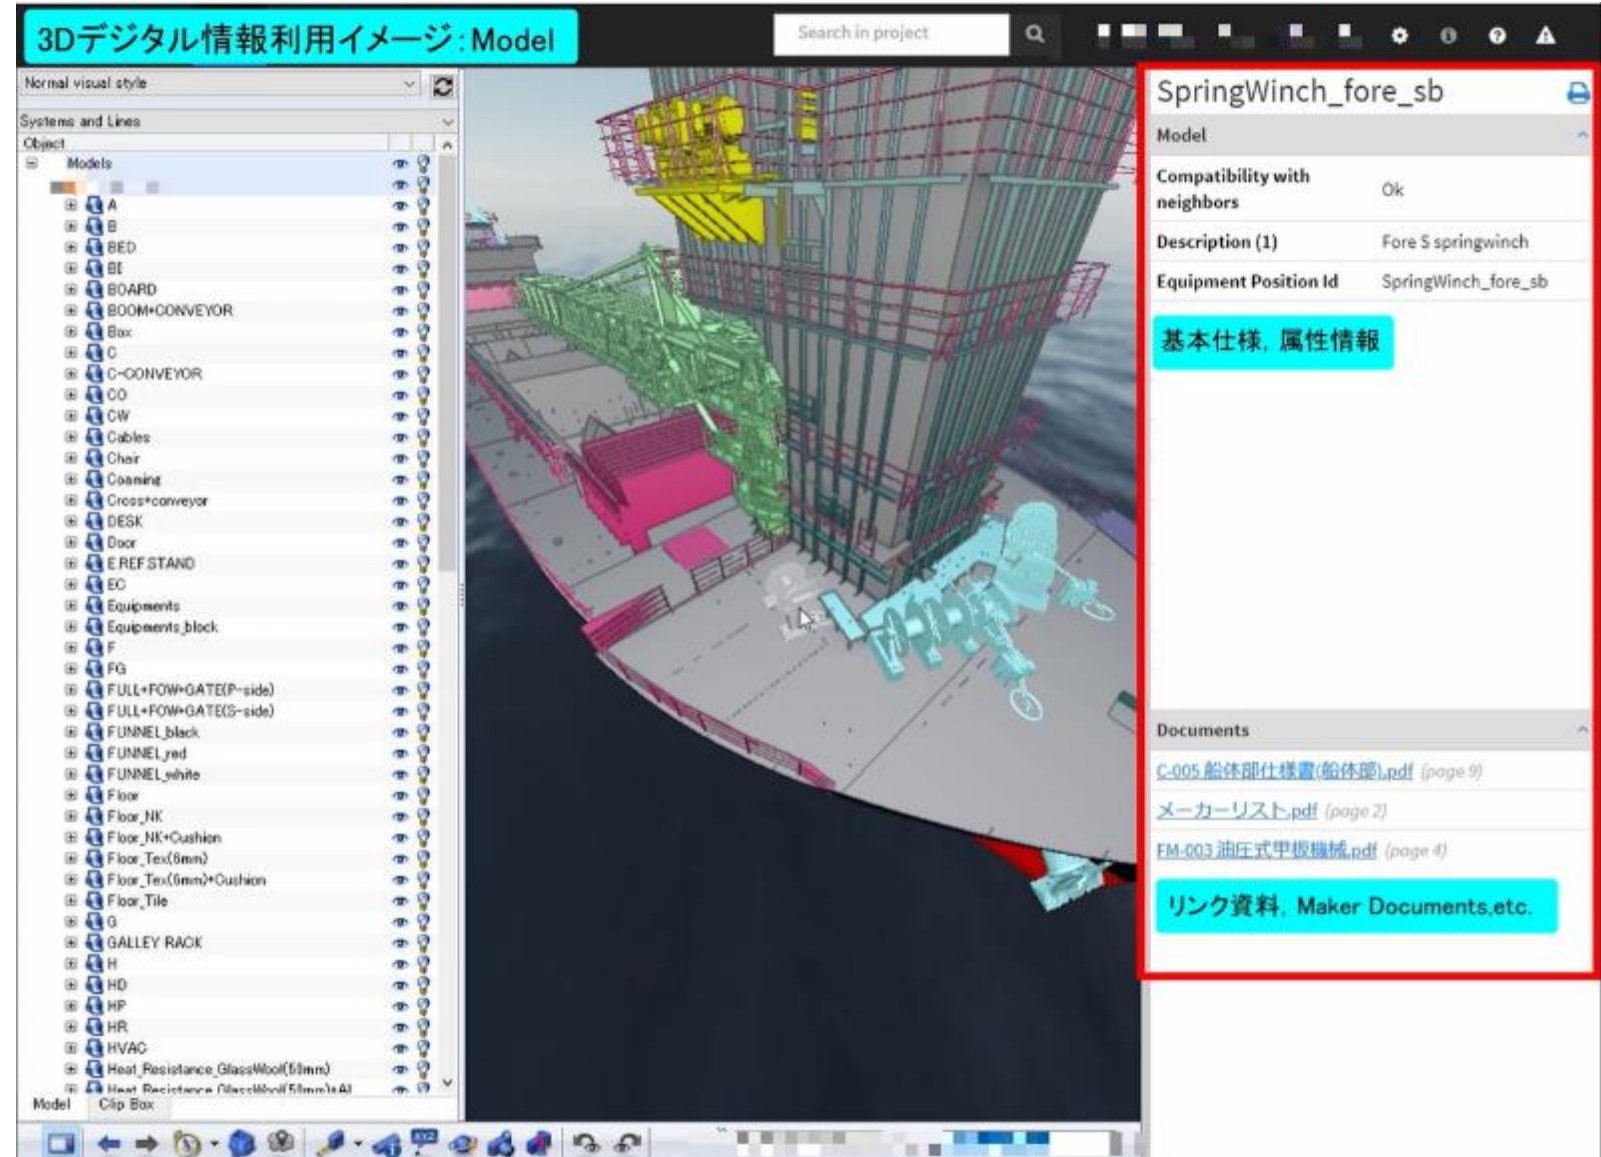 3Dデジタル情報利用イメージ:Model
Search in project
Normal visual style
Systems and Lines
Object
Models
A
B
BED
BI
BOARD
BOOM+CONVEYOR
Box
C
C-CONVEYOR
CO
CW
Cables
Chair
Coaming
Cross+conveyor
DESK
Door
E REF STAND
EC
Equipments
Equipments_block
F
FG
FULL+FOW+GATE(P-side)
FULL+FOW+GATE(S-side)
FUNNEL_black
FUNNEL_red
FUNNEL_white
Floor
Floor_NK
Floor_NK+Cushion
Floor_Tex(6mm)
Floor_Tex(6mm)+Cushion
Floor_Tile
G
GALLEY RACK
H
HD
HP
HR
HVAC
Heat_Resistance_GlassWool(50mm)
Heat_Resistance_GlassWool(50mm)+AL
Model
Clip Box
XYZ
SpringWinch_fore_sb
Model
Compatibility with neighbors
Ok
Description (1)
Fore S springwinch
Equipment Position Id
SpringWinch_fore_sb
基本仕様, 属性情報
Documents
C-005 船体部仕様書(船体部).pdf (page 9)
メーカーリスト.pdf (page 2)
FM-003 油圧式甲板機械.pdf (page 4)
リンク資料, Maker Documents,etc.